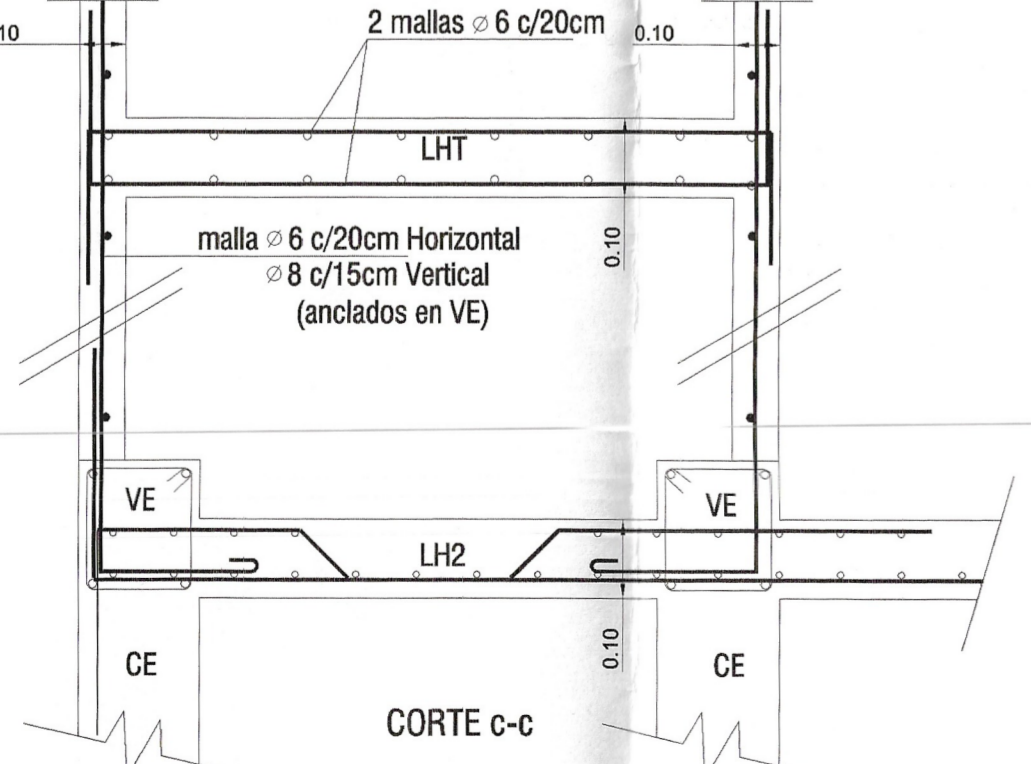 2 mallas ∅ 6 c/20cm
10
0.10
LHT
malla ∅ 6 c/20cm Horizontal
∅ 8 c/15cm Vertical
(anclados en VE)
0.10
VE
VE
LH2
0.10
CE
CE
CORTE c-c